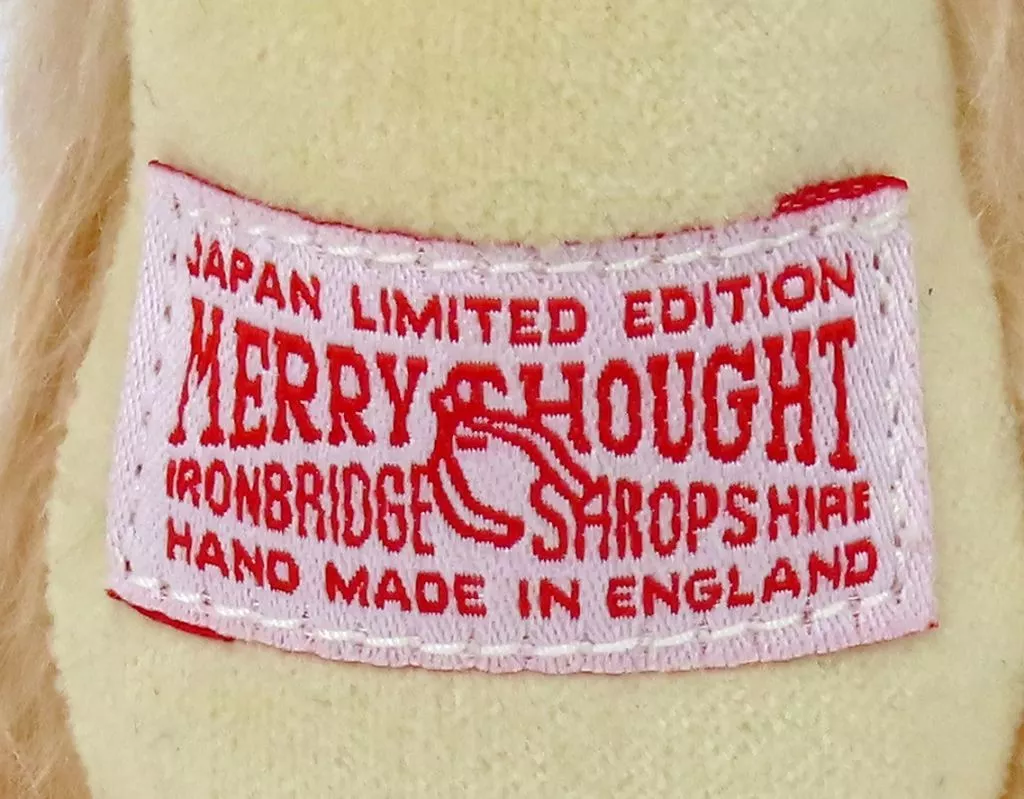 JAPAN LIMITED EDITION
MERRYTHOUGHT
IRONBRIDGE SHROPSHIRE
HAND MADE IN ENGLAND